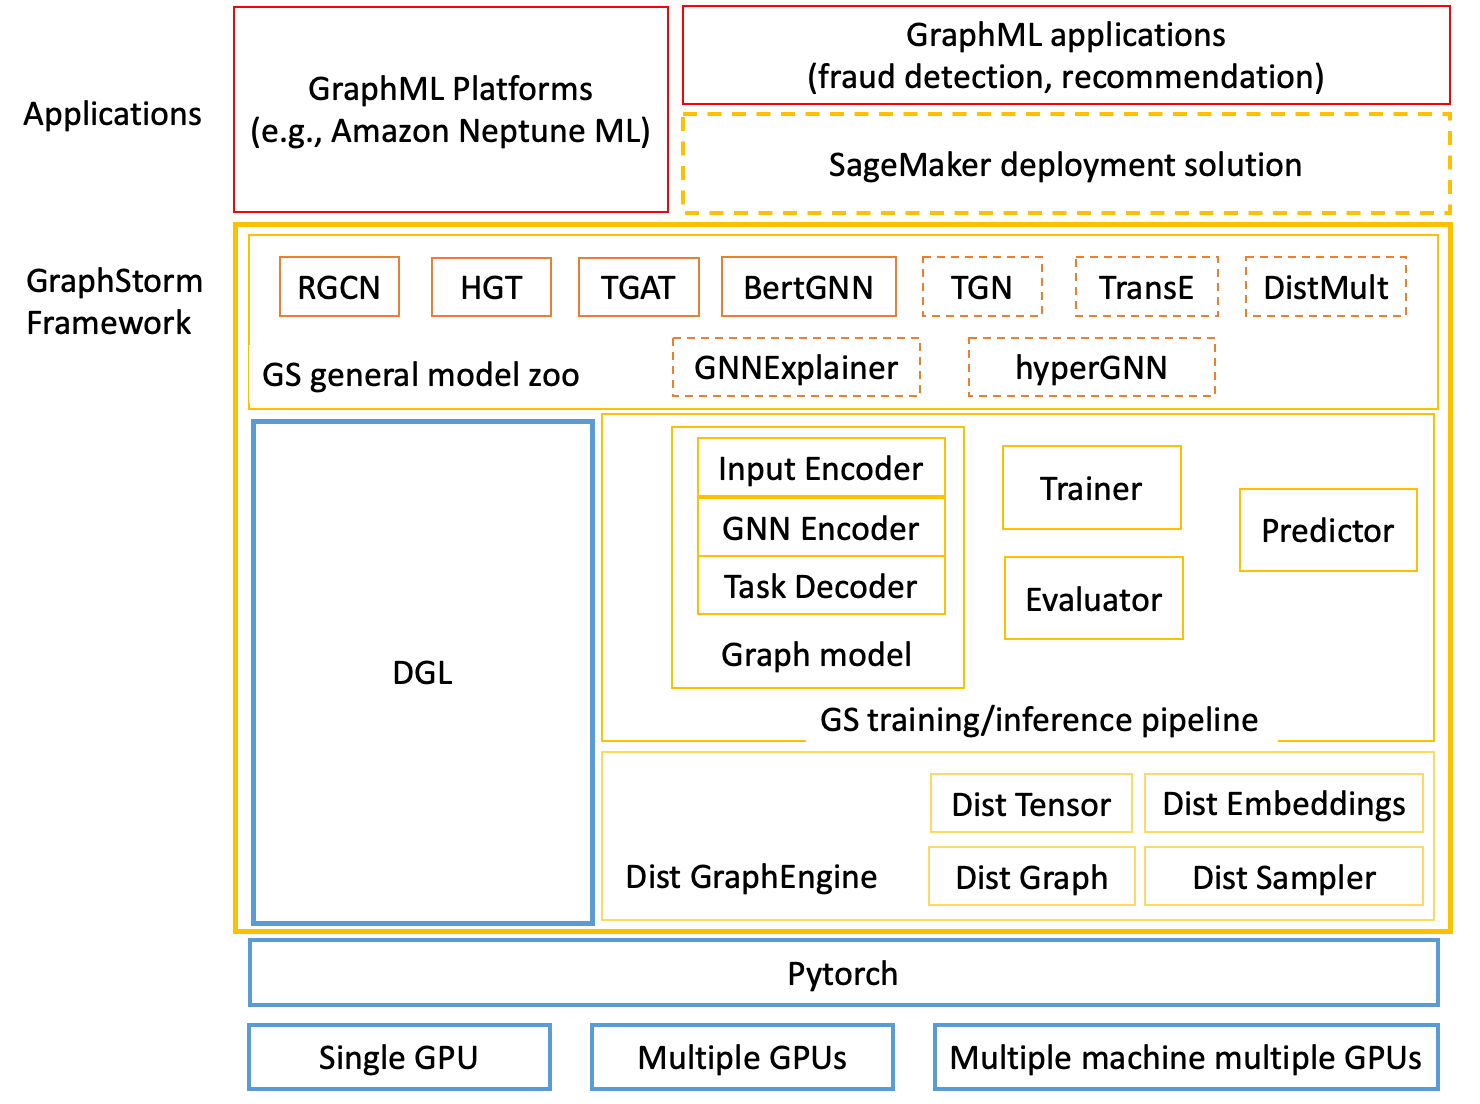 Applications
GraphML Platforms
(e.g., Amazon Neptune ML)
GraphML applications
(fraud detection, recommendation)
SageMaker deployment solution
GraphStorm
Framework
RGCN
HGT
TGAT
BertGNN
TGN
TransE
DistMult
GS general model zoo
GNNExplainer
hyperGNN
DGL
Input Encoder
GNN Encoder
Task Decoder
Graph model
Trainer
Evaluator
Predictor
GS training/inference pipeline
Dist GraphEngine
Dist Tensor
Dist Embeddings
Dist Graph
Dist Sampler
Pytorch
Single GPU
Multiple GPUs
Multiple machine multiple GPUs